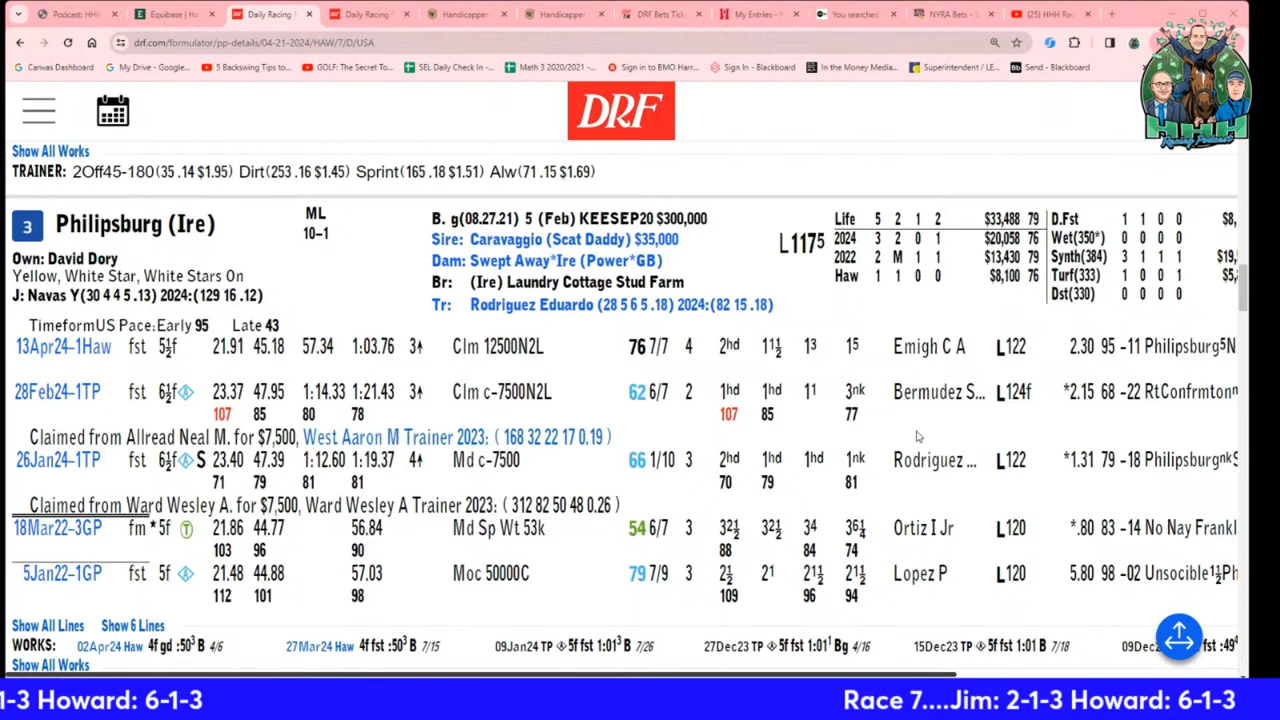 Podcast: HHH
Equibase | Ha
Daily Racing F
Daily Racing F
Handicapper
Handicapper
DRF Bets Tick
My Entries - H
You searched
NYRA Bets - G
(25) HHH Rac
drf.com/formulator/pp-details/04-21-2024/HAW/7/D/USA
Canvas Dashboard
My Drive - Google...
5 Backswing Tips to...
GOLF: The Secret To...
SEL Daily Check In -...
Math 3 2020/2021 -...
Sign in to BMO Harr...
Sign In - Blackboard
In the Money Media...
Superintendent / LE...
Send - Blackboard
HHH
Racing Podcast
DRF
Show All Works
TRAINER: 2Off45-180(35 .14 $1.95) Dirt(253 .16 $1.45) Sprint(165 .18 $1.51) Alw(71 .15 $1.69)
3 Philipsburg (Ire)
ML
10-1
Own: David Dory
Yellow, White Star, White Stars On
J: Navas Y(30 4 4 5 .13) 2024:(129 16 .12)
B. g(08.27.21) 5 (Feb) KEESEP20 $300,000
Sire: Caravaggio (Scat Daddy) $35,000
Dam: Swept Away*Ire (Power*GB)
Br: (Ire) Laundry Cottage Stud Farm
Tr: Rodriguez Eduardo (28 5 6 5 .18) 2024:(82 15 .18)
L1175
Life 5 2 1 2 $33,488 79
2024 3 2 0 1 $20,058 76
2022 2 M 1 1 $13,430 79
Haw 1 1 0 0 $8,100 76
D.Fst 1 1 0 0 $8,
Wet(350*) 0 0 0 0
Synth(384) 3 1 1 1 $19,
Turf(333) 1 0 0 1 $5,
Dst(330) 0 0 0 0
TimeformUS Pace: Early 95 Late 43
13Apr24-1Haw fst 5½f 21.91 45.18 57.34 1:03.76 3↑ Clm 12500N2L 76 7/7 4 2hd 11½ 13 15 Emigh C A L122 2.30 95 -11 Philipsburg5N
28Feb24-1TP fst 6½f A 23.37 47.95 1:14.33 1:21.43 3↑ Clm c-7500N2L 62 6/7 2 1hd 1hd 11 3nk Bermudez S... L124f *2.15 68 -22 RtConfrmton
107 85 80 78 107 85 77
Claimed from Allread Neal M. for $7,500, West Aaron M Trainer 2023: ( 168 32 22 17 0.19 )
26Jan24-1TP fst 6½f A S 23.40 47.39 1:12.60 1:19.37 4↑ Md c-7500 66 1/10 3 2hd 1hd 1hd 1nk Rodriguez ... L122 *1.31 79 -18 PhilipsburgnkS
71 79 81 81 70 79 81
Claimed from Ward Wesley A. for $7,500, Ward Wesley A Trainer 2023: ( 312 82 50 48 0.26 )
18Mar22-3GP fm *5f T 21.86 44.77 56.84 Md Sp Wt 53k 54 6/7 3 32½ 32½ 34 36¼ Ortiz I Jr L120 *.80 83 -14 No Nay Frankl
103 96 90 88 84 74
5Jan22-1GP fst 5f A 21.48 44.88 57.03 Moc 50000C 79 7/9 3 2½ 21 21½ 21½ Lopez P L120 5.80 98 -02 Unsocible1½Ph
112 101 98 109 96 94
Show All Lines Show 6 Lines
WORKS: 02Apr24 Haw 4f gd :50³ B 4/6 27Mar24 Haw 4f fst :50³ B 7/15 09Jan24 TP 5f fst 1:01³ B 7/26 27Dec23 TP 5f fst 1:01¹ Bg 4/16 15Dec23 TP 5f fst 1:01 B 7/18 09Dec :49⁴
Show All Works
1-3 Howard: 6-1-3
Race 7....Jim: 2-1-3 Howard: 6-1-3